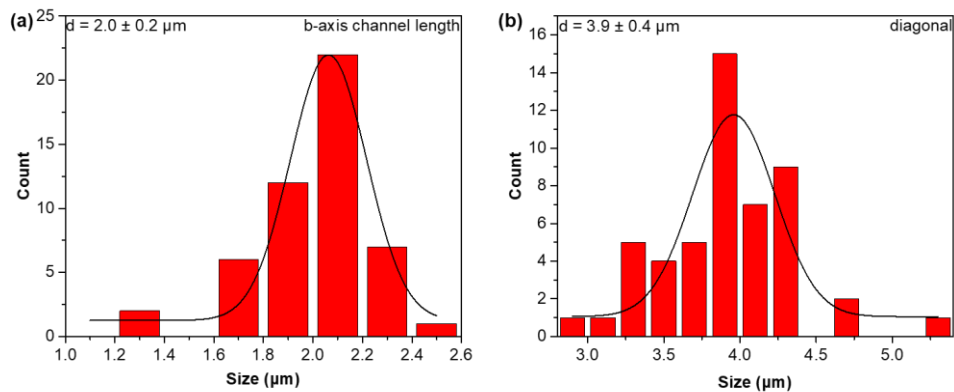 (a)
d = 2.0 ± 0.2 µm
b-axis channel length
25
20
15
10
5
0
Count
1.0 1.2 1.4 1.6 1.8 2.0 2.2 2.4 2.6
Size (µm)
(b)
d = 3.9 ± 0.4 µm
diagonal
16
14
12
10
8
6
4
2
0
Count
3.0 3.5 4.0 4.5 5.0
Size (µm)